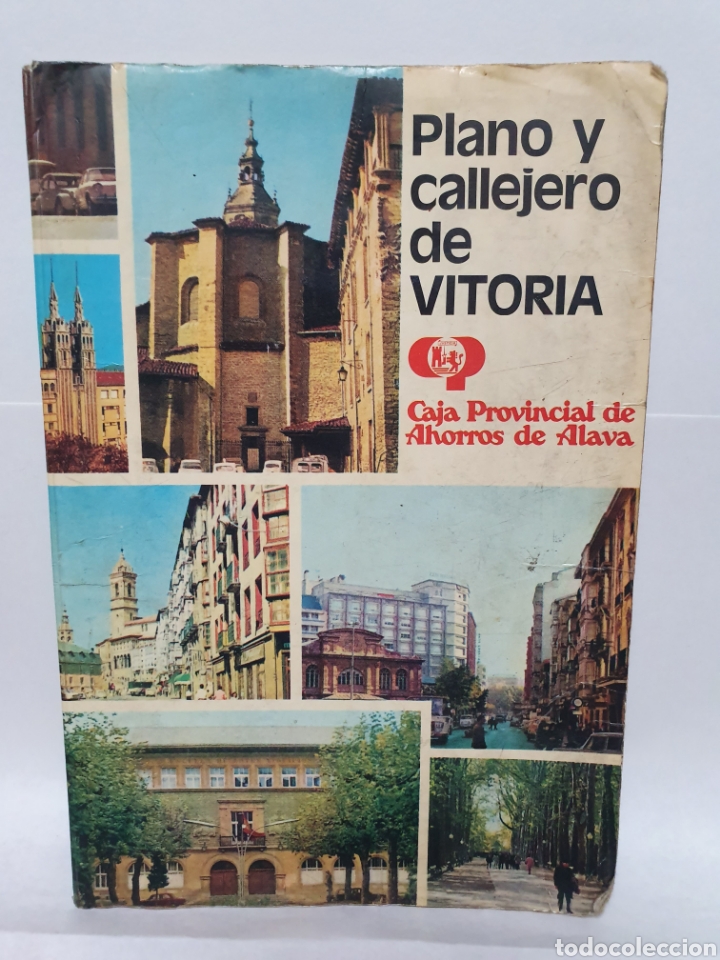 Plano y
callejero
de
VITORIA
Caja Provincial de
Ahorros de Alava
todocoleccion